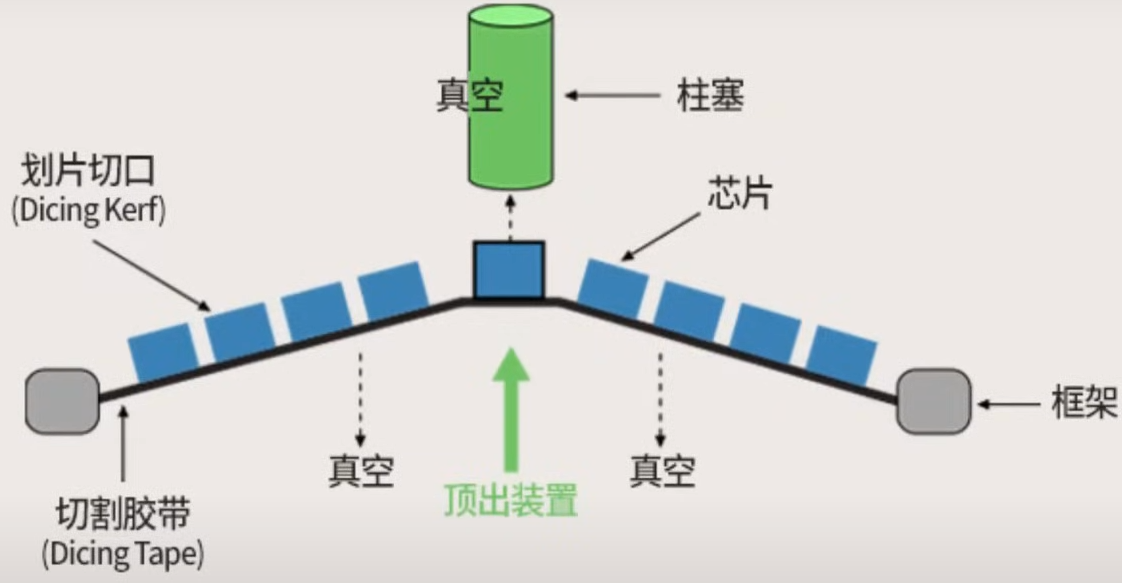 真空
柱塞
划片切口
(Dicing Kerf)
芯片
框架
真空
真空
顶出装置
切割胶带
(Dicing Tape)